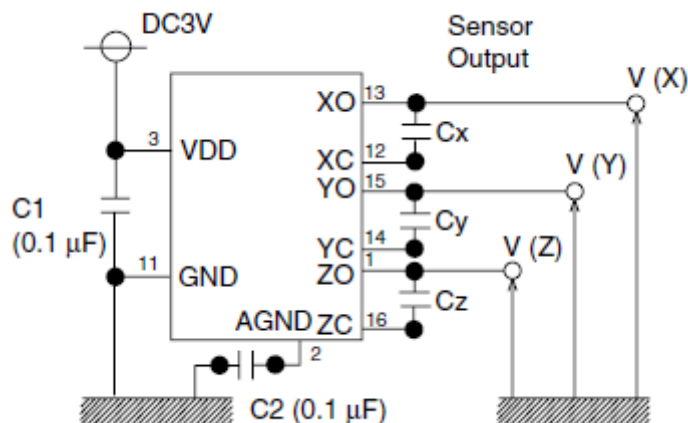 DC3V
Sensor
Output
V (X)
XO 13
3 VDD
Cx
XC 12
V (Y)
YO 15
C1
(0.1 μF)
Cy
YC 14
V (Z)
ZO 1
11 GND
Cz
AGND ZC 16
2
C2 (0.1 μF)